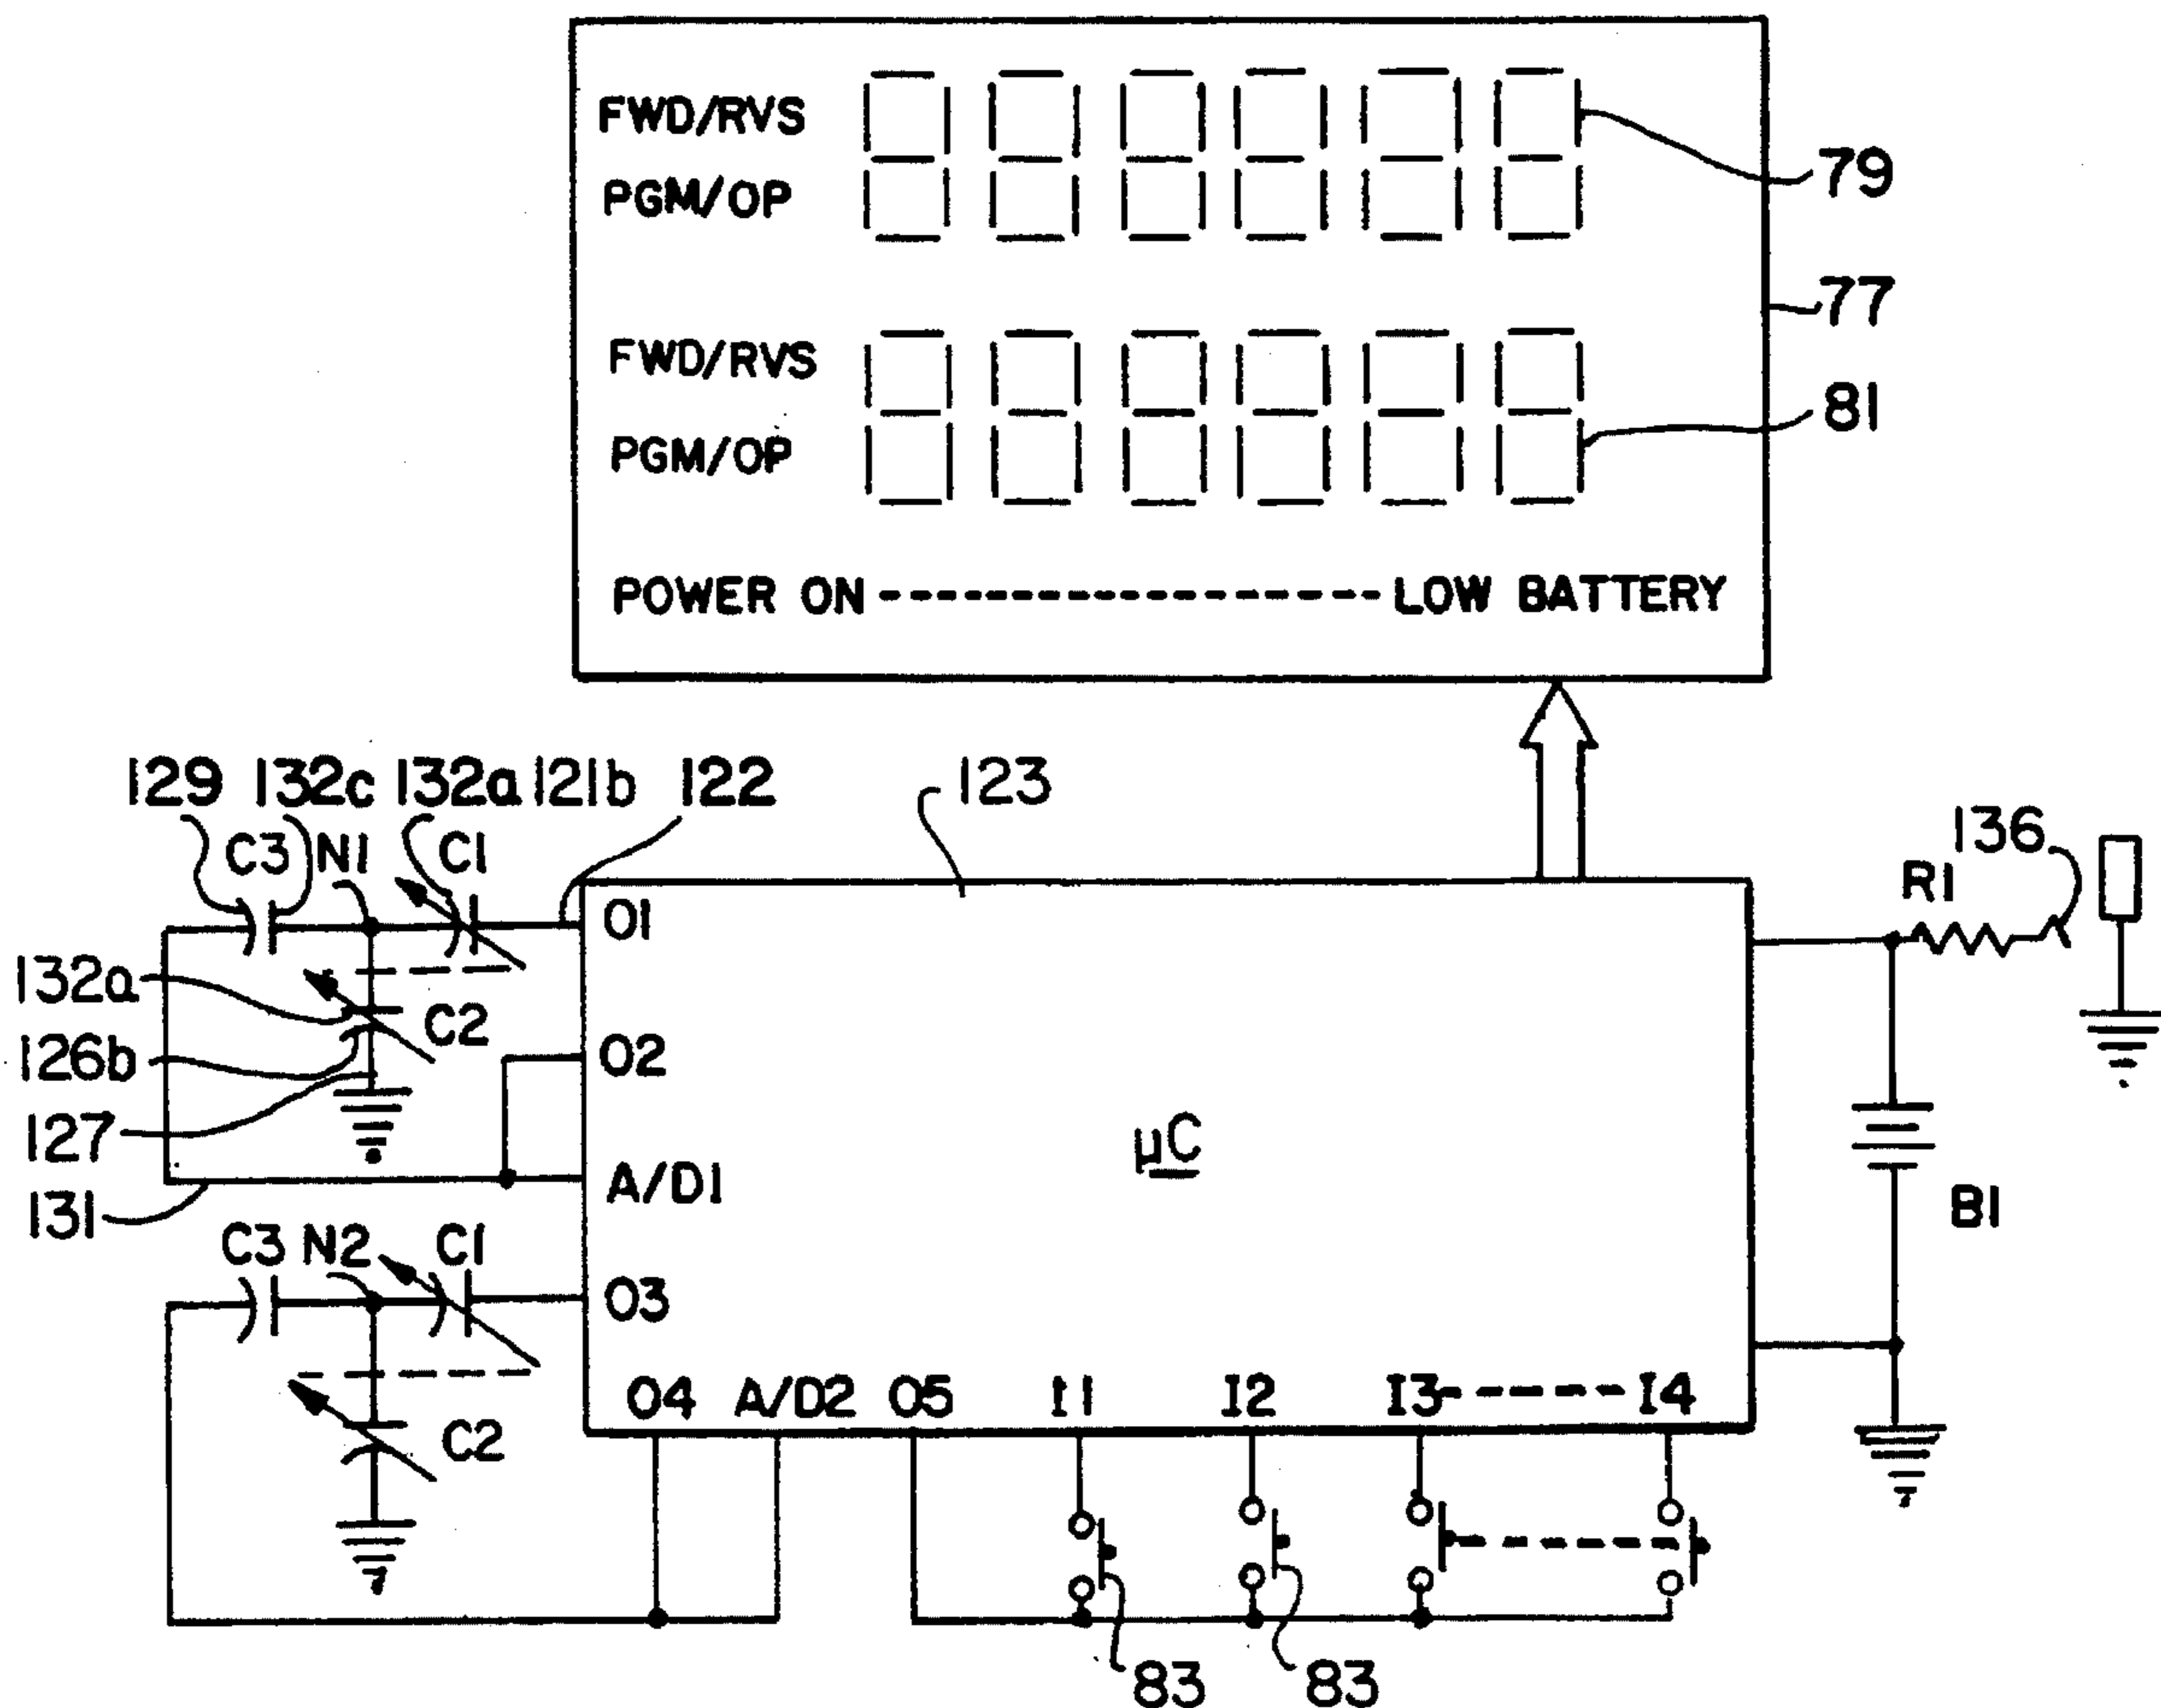 FWD/RVS
PGM/OP
79
77
FWD/RVS
PGM/OP
81
POWER ON ------------------ LOW BATTERY
129 132c 132a 121b 122 123
C3 N1 C1
136
R1
O1
132a
C2
O2
126b
127
μC
A/D1
131
B1
C3 N2 C1
O3
O4 A/D2 O5 I1 I2 I3------I4
C2
83 83